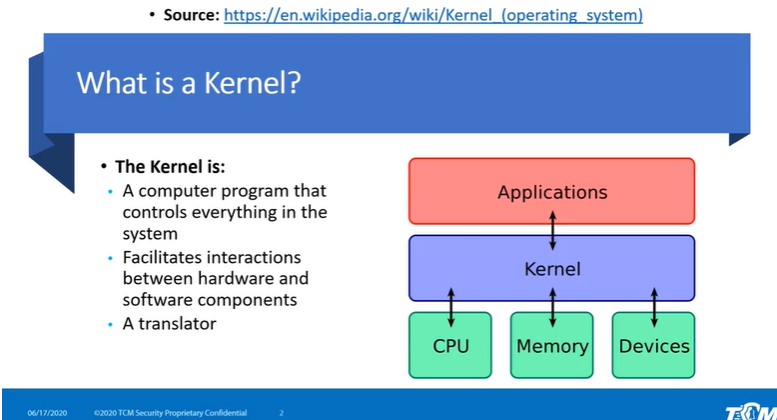 • Source: https://en.wikipedia.org/wiki/Kernel_(operating_system)
What is a Kernel?
• The Kernel is:
• A computer program that
controls everything in the
system
• Facilitates interactions
between hardware and
software components
• A translator
Applications
Kernel
CPU
Memory
Devices
06/17/2020
©2020 TCM Security Proprietary Confidential
2
TCM